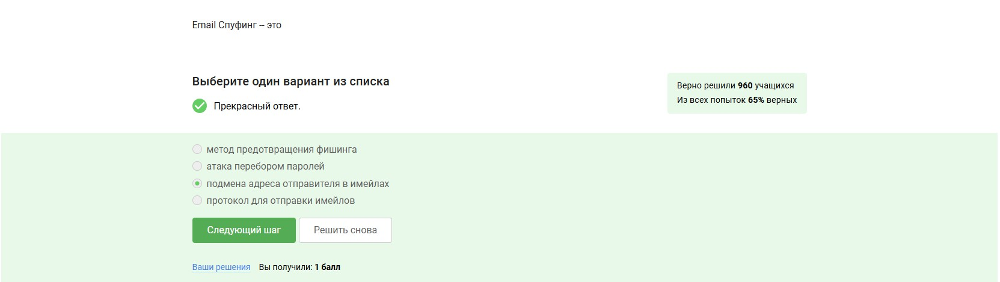 Email Спуфинг -- это
Выберите один вариант из списка
Прекрасный ответ.
Верно решили 960 учащихся
Из всех попыток 65% верных
метод предотвращения фишинга
атака перебором паролей
подмена адреса отправителя в имейлах
протокол для отправки имейлов
Следующий шаг
Решить снова
Ваши решения Вы получили: 1 балл